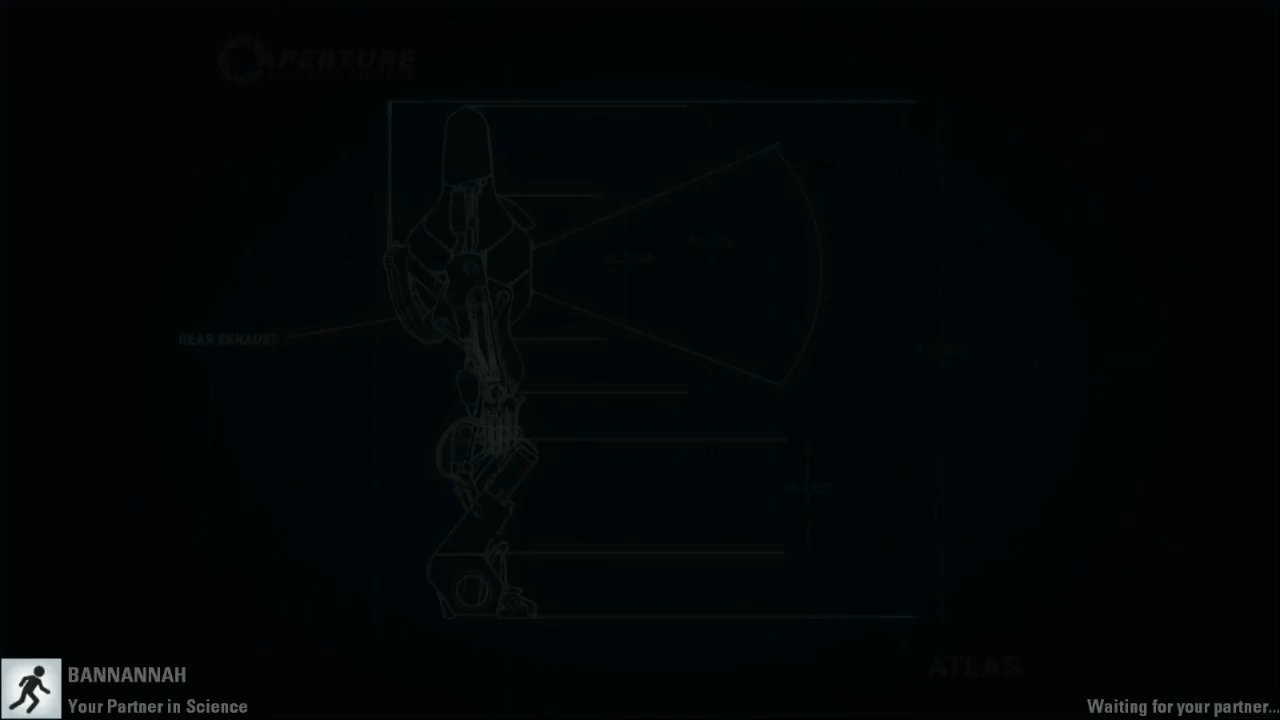 APERTURE
REAR EXHAUST
ATLAS
BANNANNAH
Your Partner in Science
Waiting for your partner...